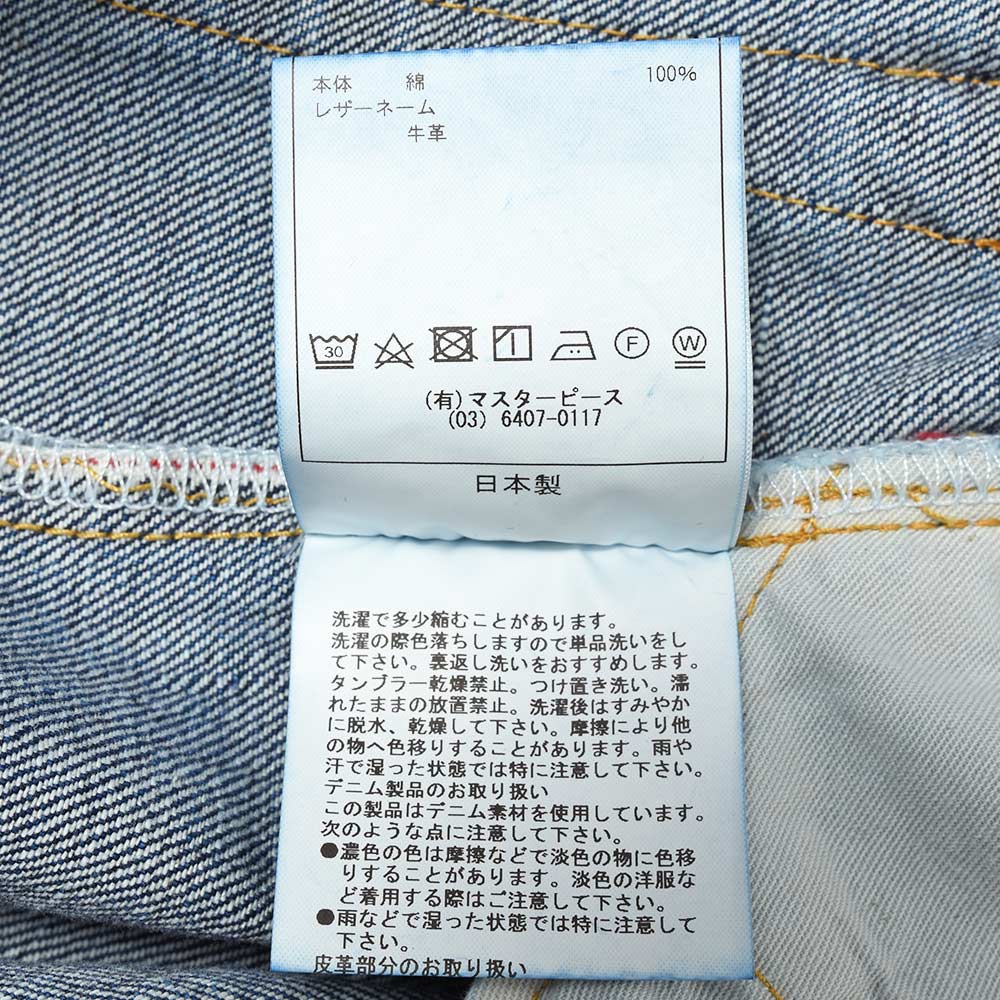 本体 綿 100%
レザーネーム
牛革
30 F W
(有)マスターピース
(03) 6407-0117
日本製
洗濯で多少縮むことがあります。
洗濯の際色落ちしますので単品洗いをし
て下さい。裏返し洗いをおすすめします。
タンブラー乾燥禁止。つけ置き洗い。濡
れたままの放置禁止。洗濯後はすみやか
に脱水、乾燥して下さい。摩擦により他
の物へ色移りすることがあります。雨や
汗で湿った状態では特に注意して下さい。
デニム製品のお取り扱い
この製品はデニム素材を使用しています。
次のような点に注意して下さい。
●濃色の色は摩擦などで淡色の物に色移
りすることがあります。淡色の洋服な
ど着用する際はご注意して下さい。
●雨などで湿った状態では特に注意して
下さい。
皮革部分のお取り扱い